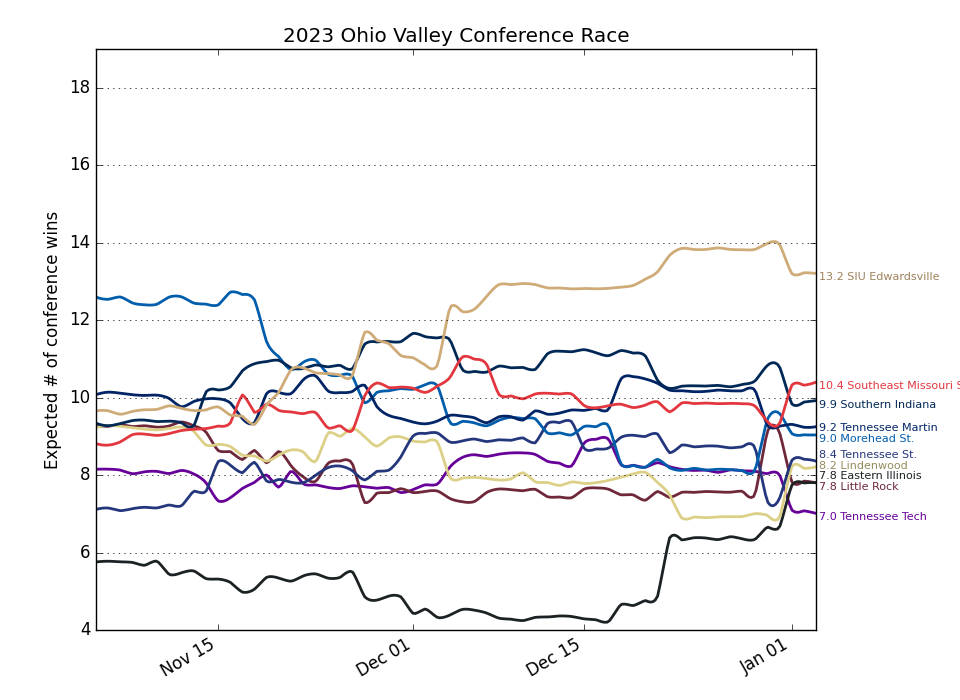 2023 Ohio Valley Conference Race
Expected # of conference wins
18
16
14
12
10
8
6
4
Nov 15
Dec 01
Dec 15
Jan 01
13.2 SIU Edwardsville
10.4 Southeast Missouri S
9.9 Southern Indiana
9.2 Tennessee Martin
9.0 Morehead St.
8.4 Tennessee St.
8.2 Lindenwood
7.8 Eastern Illinois
7.8 Little Rock
7.0 Tennessee Tech